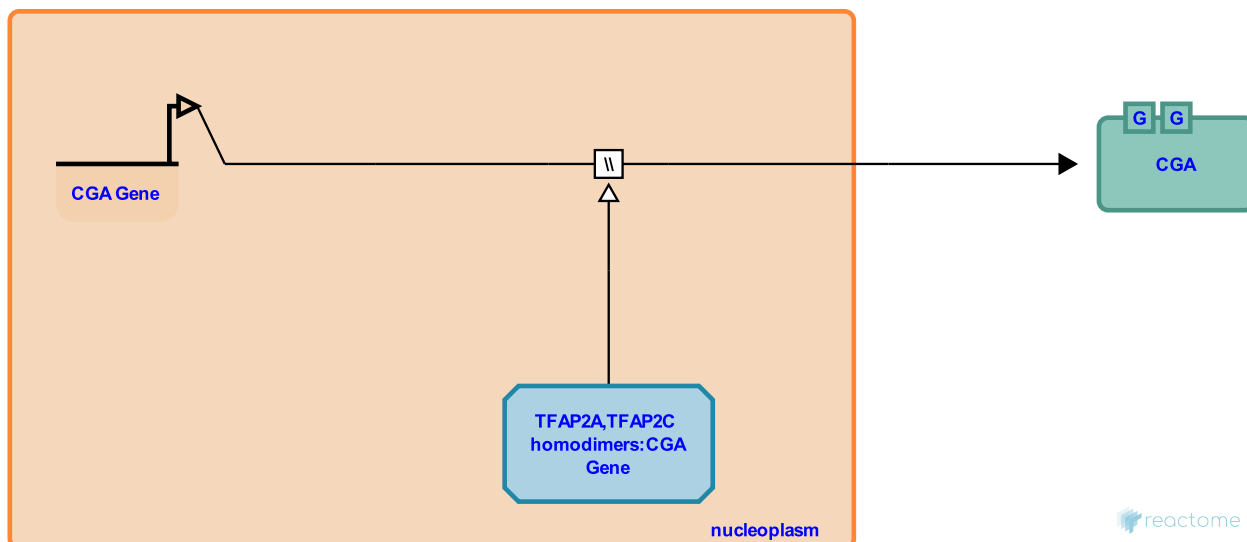 G G
CGA
CGA Gene
\\
TFAP2A,TFAP2C
homodimers:CGA
Gene
nucleoplasm
reactome